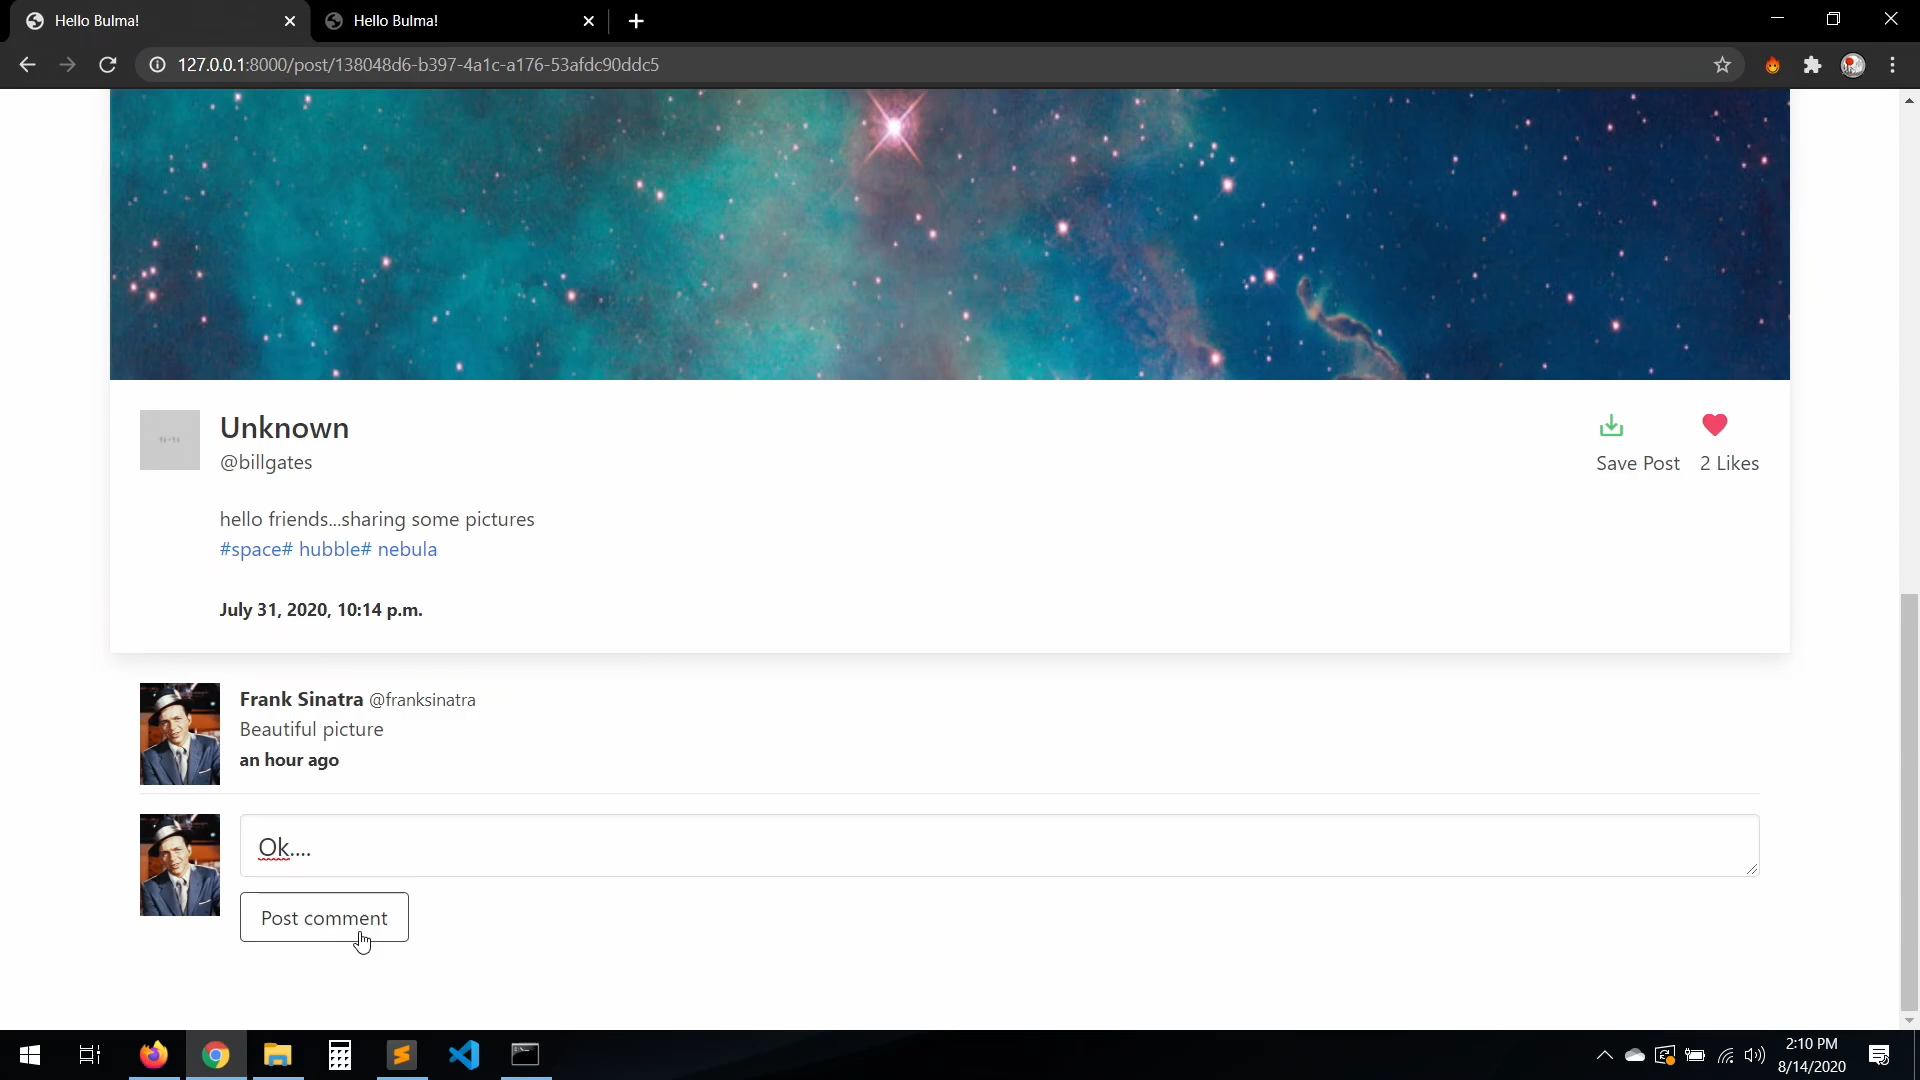 Hello Bulma!
Hello Bulma!
127.0.0.1:8000/post/138048d6-b397-4a1c-a176-53afdc90ddc5
Unknown
@billgates
Save Post
2 Likes
hello friends...sharing some pictures
#space# hubble# nebula
July 31, 2020, 10:14 p.m.
Frank Sinatra @franksinatra
Beautiful picture
an hour ago
Ok....
Post comment
2:10 PM
8/14/2020